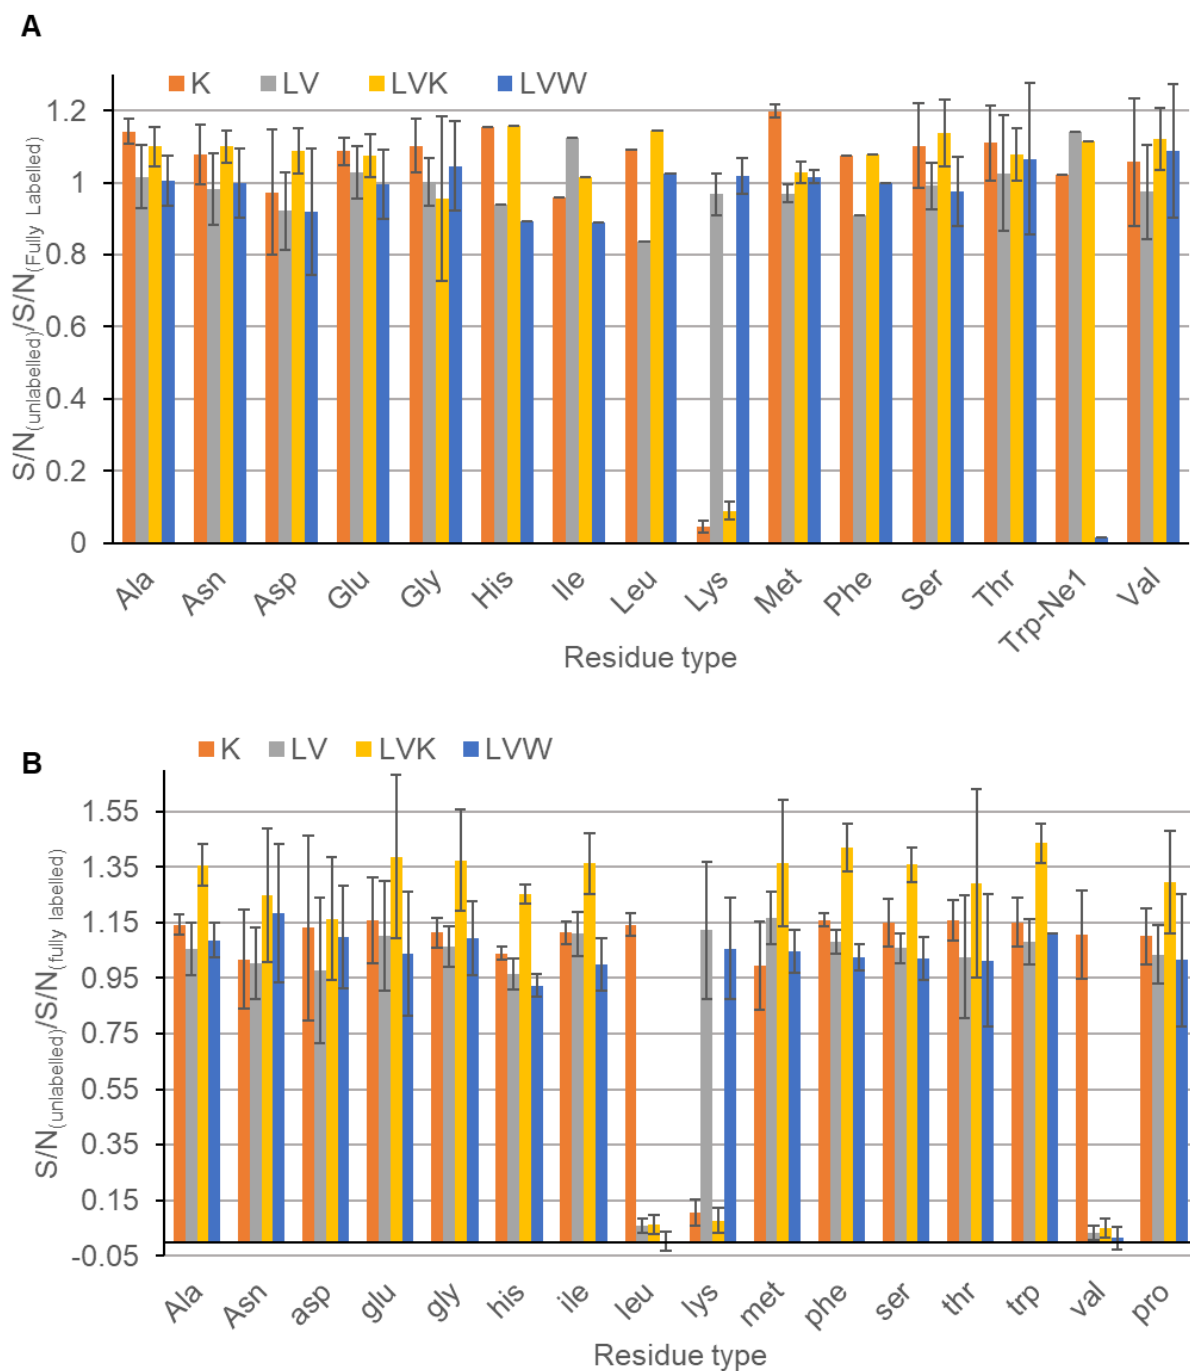 A
K LV LVK LVW
S/N(unlabelled)/S/N(Fully Labelled)
1.2
1
0.8
0.6
0.4
0.2
0
Ala Asn Asp Glu Gly His Ile Leu Lys Met Phe Ser Thr Trp-Ne1 Val
Residue type
B
K LV LVK LVW
S/N(unlabelled)/S/N(fully labelled)
1.55
1.35
1.15
0.95
0.75
0.55
0.35
0.15
-0.05
Ala Asn asp glu gly his ile leu lys met phe ser thr trp val pro
Residue type